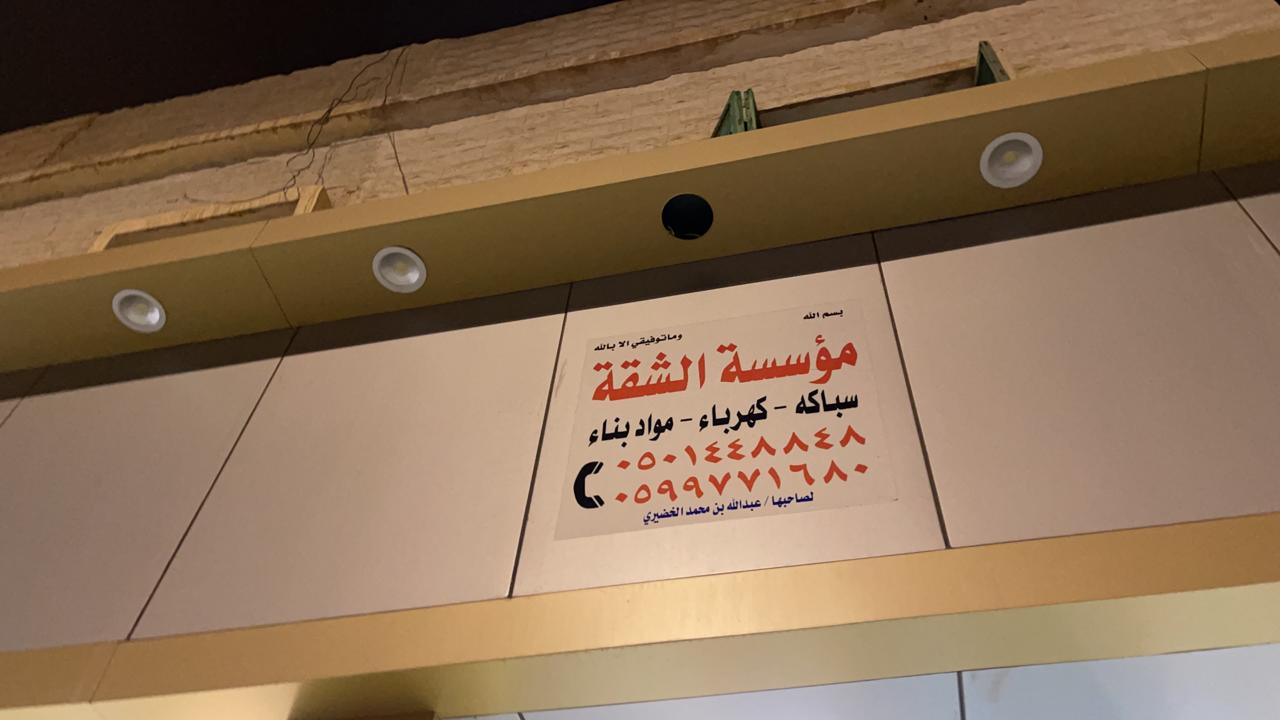 بسم الله
وماتوفيقي الا بالله
مؤسسة الشقة
سباكه - كهرباء - مواد بناء
٠٥٠١٤٤٨٨٤٨
٠٥٩٩٧٧١٦٨٠
لصاحبها / عبدالله بن محمد الخضيري